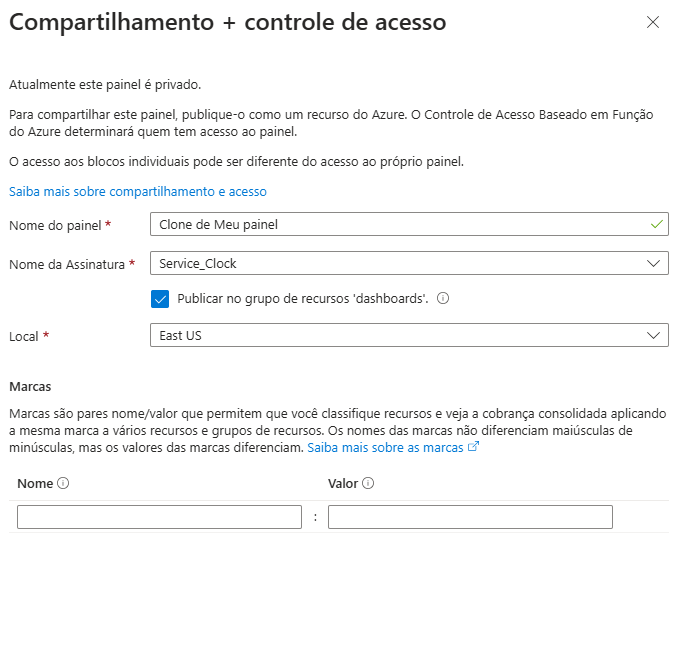 Compartilhamento + controle de acesso
Atualmente este painel é privado.
Para compartilhar este painel, publique-o como um recurso do Azure. O Controle de Acesso Baseado em Função
do Azure determinará quem tem acesso ao painel.
O acesso aos blocos individuais pode ser diferente do acesso ao próprio painel.
Saiba mais sobre compartilhamento e acesso
Nome do painel * Clone de Meu painel
Nome da Assinatura * Service_Clock
Publicar no grupo de recursos 'dashboards'.
Local * East US
Marcas
Marcas são pares nome/valor que permitem que você classifique recursos e veja a cobrança consolidada aplicando
a mesma marca a vários recursos e grupos de recursos. Os nomes das marcas não diferenciam maiúsculas de
minúsculas, mas os valores das marcas diferenciam. Saiba mais sobre as marcas
Nome Valor
: